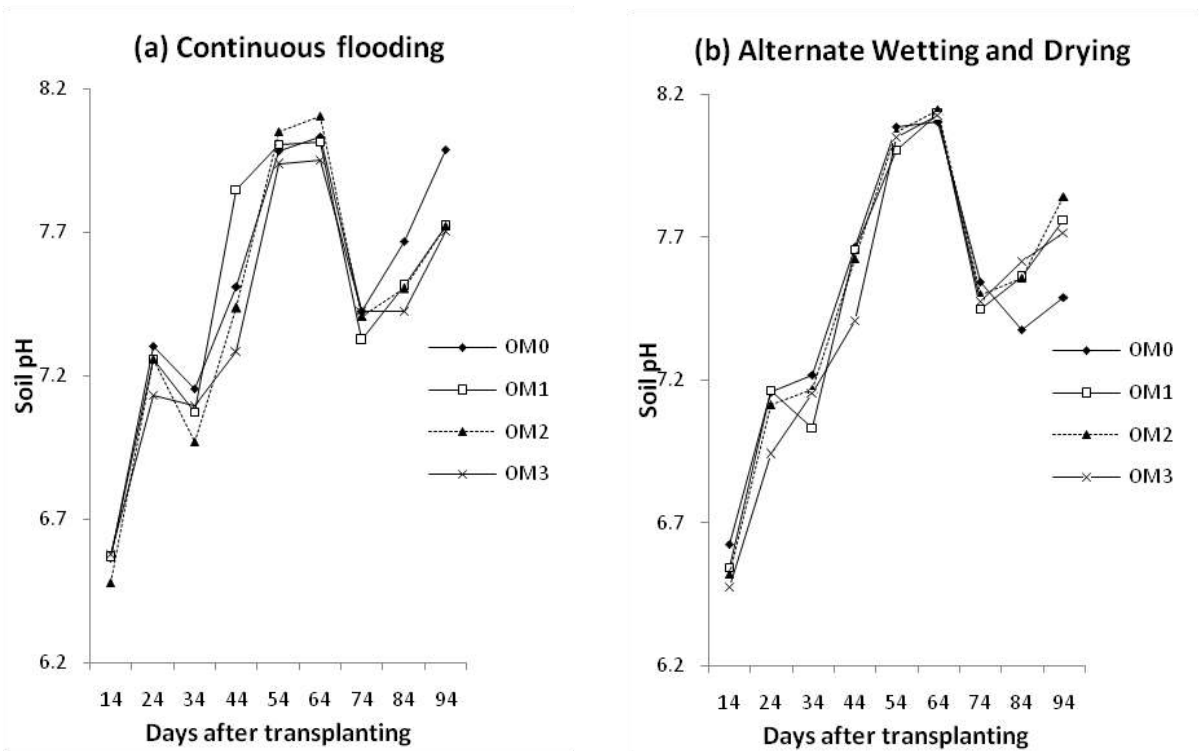 (a) Continuous flooding
8.2
7.7
7.2
6.7
6.2
Soil pH
14 24 34 44 54 64 74 84 94
Days after transplanting
OM0
OM1
OM2
OM3
(b) Alternate Wetting and Drying
8.2
7.7
7.2
6.7
6.2
Soil pH
14 24 34 44 54 64 74 84 94
Days after transplanting
OM0
OM1
OM2
OM3